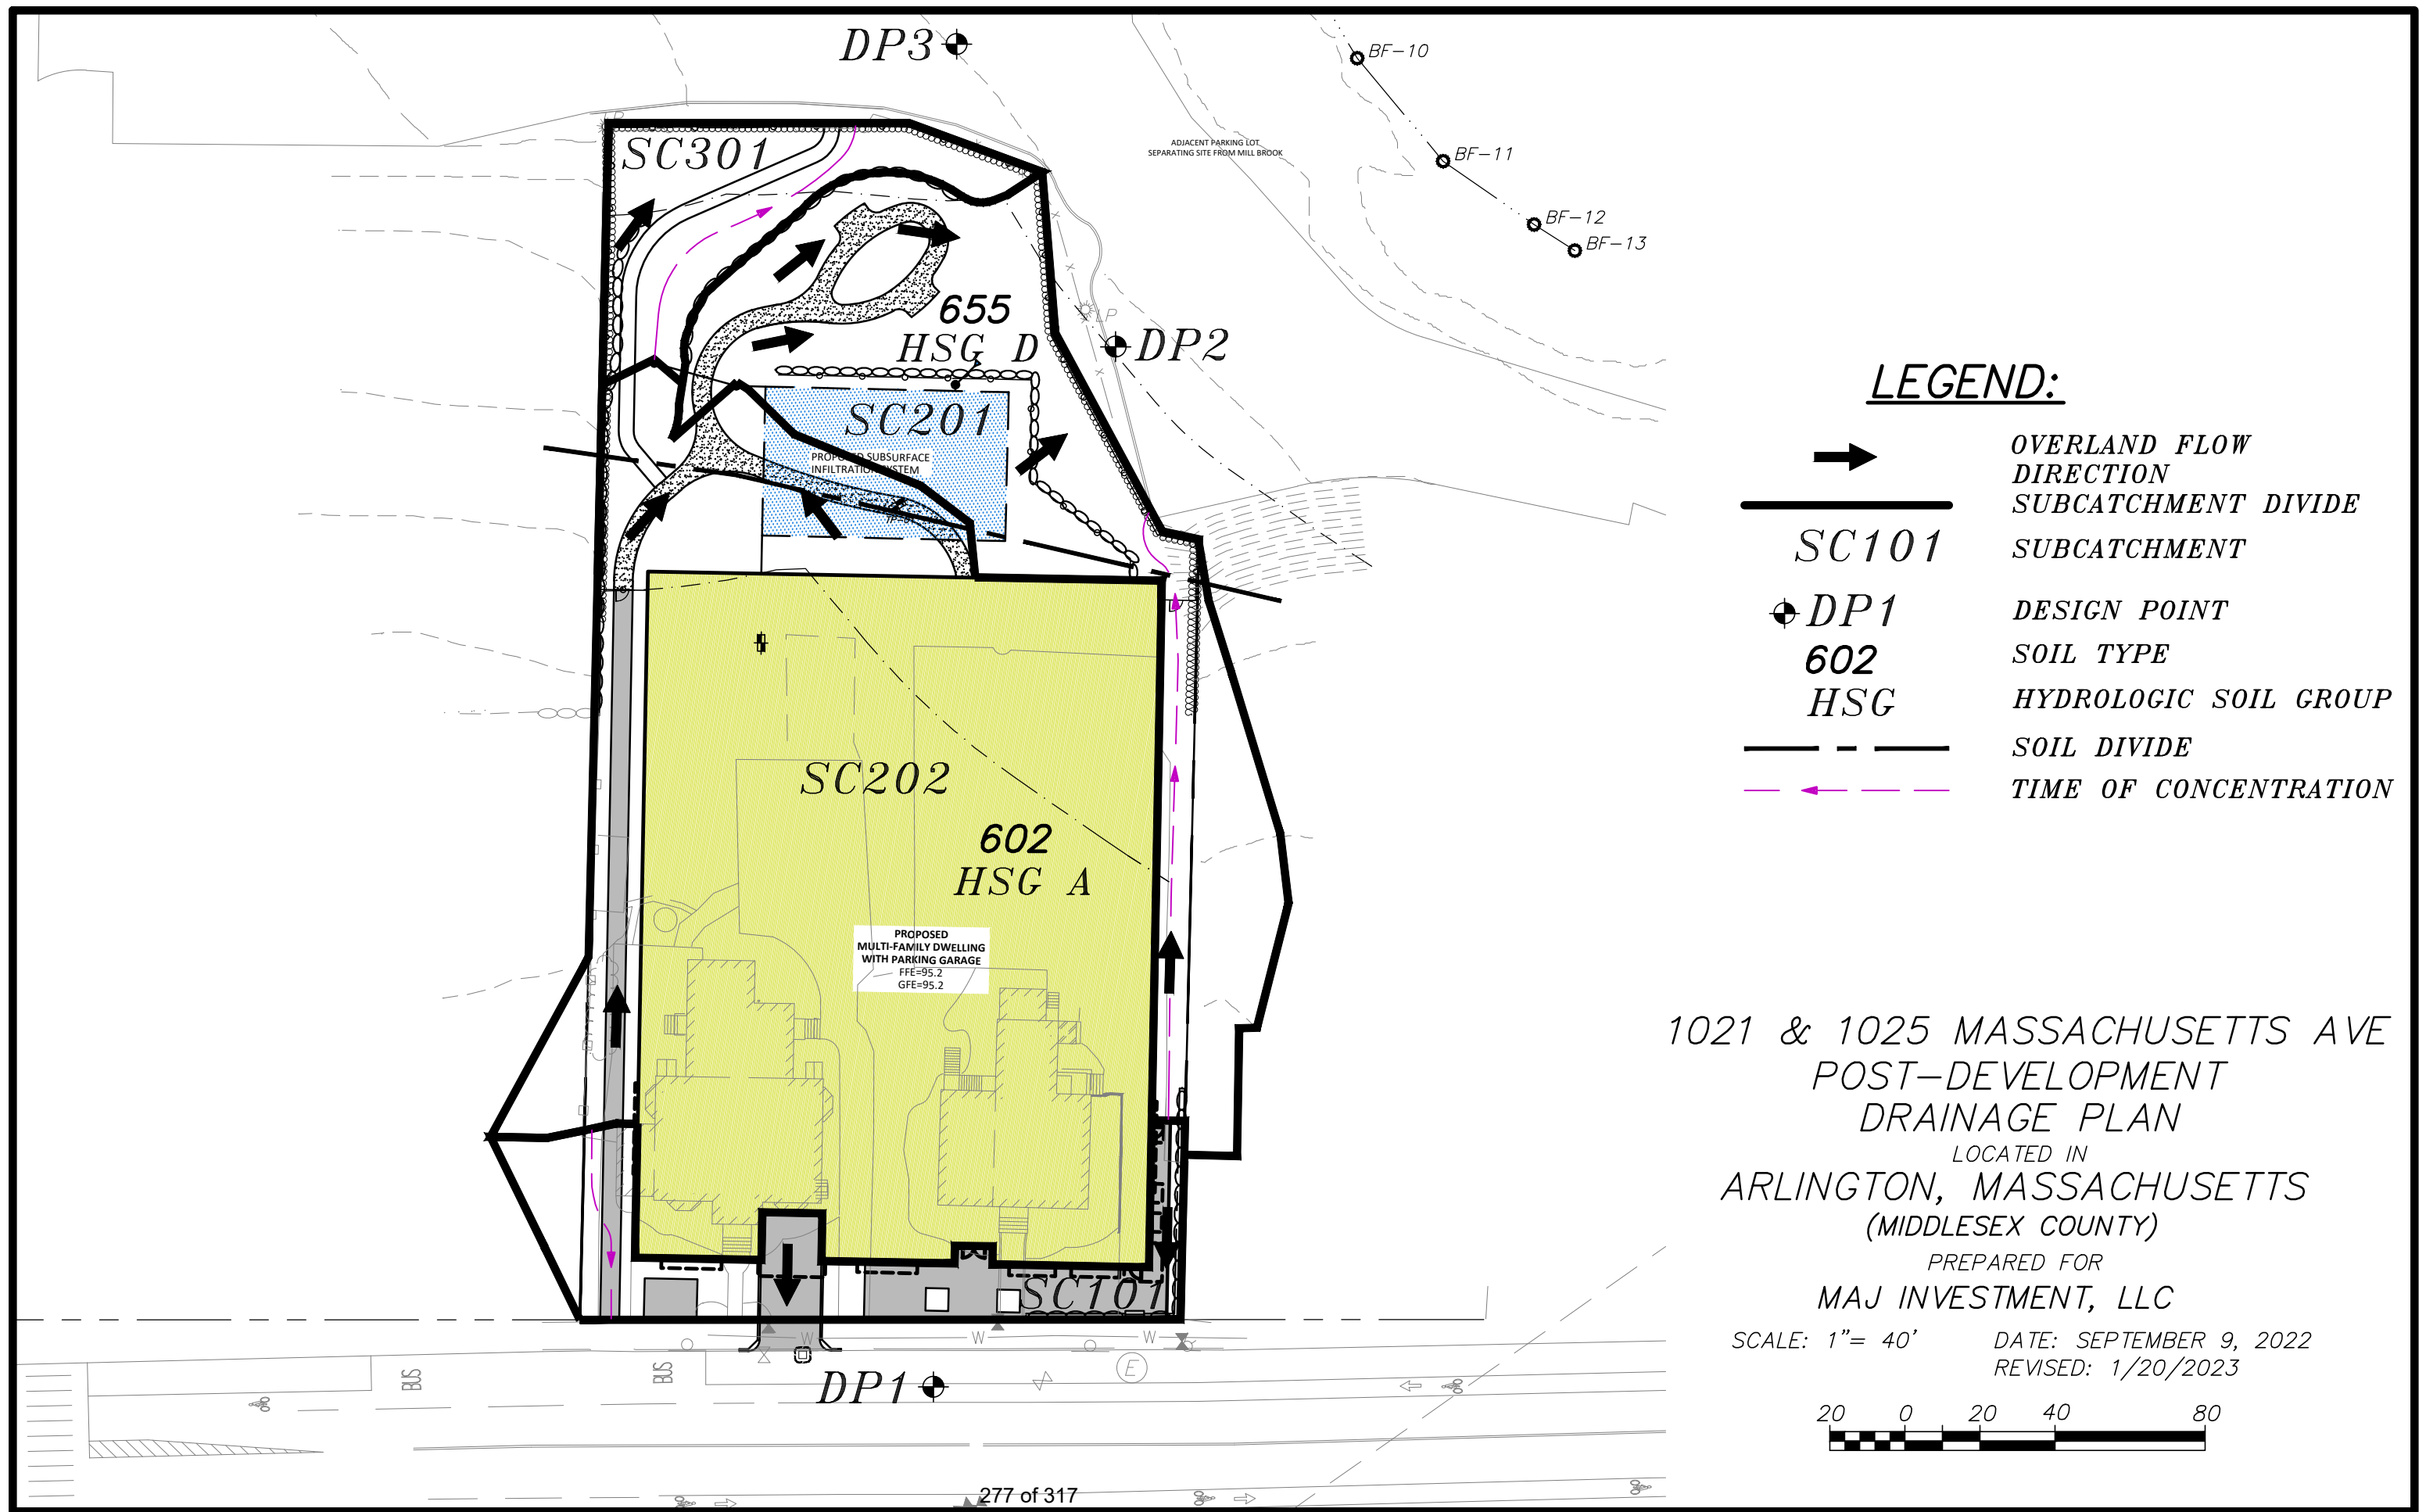 DP3
BF-10
ADJACENT PARKING LOT
SEPARATING SITE FROM MILL BROOK
BF-11
SC301
BF-12
BF-13
655
HSG D
LP
DP2
SC201
PROPOSED SUBSURFACE
INFILTRATION SYSTEM
SC202
602
HSG A
PROPOSED
MULTI-FAMILY DWELLING
WITH PARKING GARAGE
FFE=95.2
GFE=95.2
SC101
W
W
W
E
BUS
BUS
DP1
277 of 317
LEGEND:
OVERLAND FLOW
DIRECTION
SUBCATCHMENT DIVIDE
SC101 SUBCATCHMENT
DP1 DESIGN POINT
602 SOIL TYPE
HSG HYDROLOGIC SOIL GROUP
SOIL DIVIDE
TIME OF CONCENTRATION
1021 & 1025 MASSACHUSETTS AVE
POST-DEVELOPMENT
DRAINAGE PLAN
LOCATED IN
ARLINGTON, MASSACHUSETTS
(MIDDLESEX COUNTY)
PREPARED FOR
MAJ INVESTMENT, LLC
SCALE: 1"= 40' DATE: SEPTEMBER 9, 2022
REVISED: 1/20/2023
20 0 20 40 80